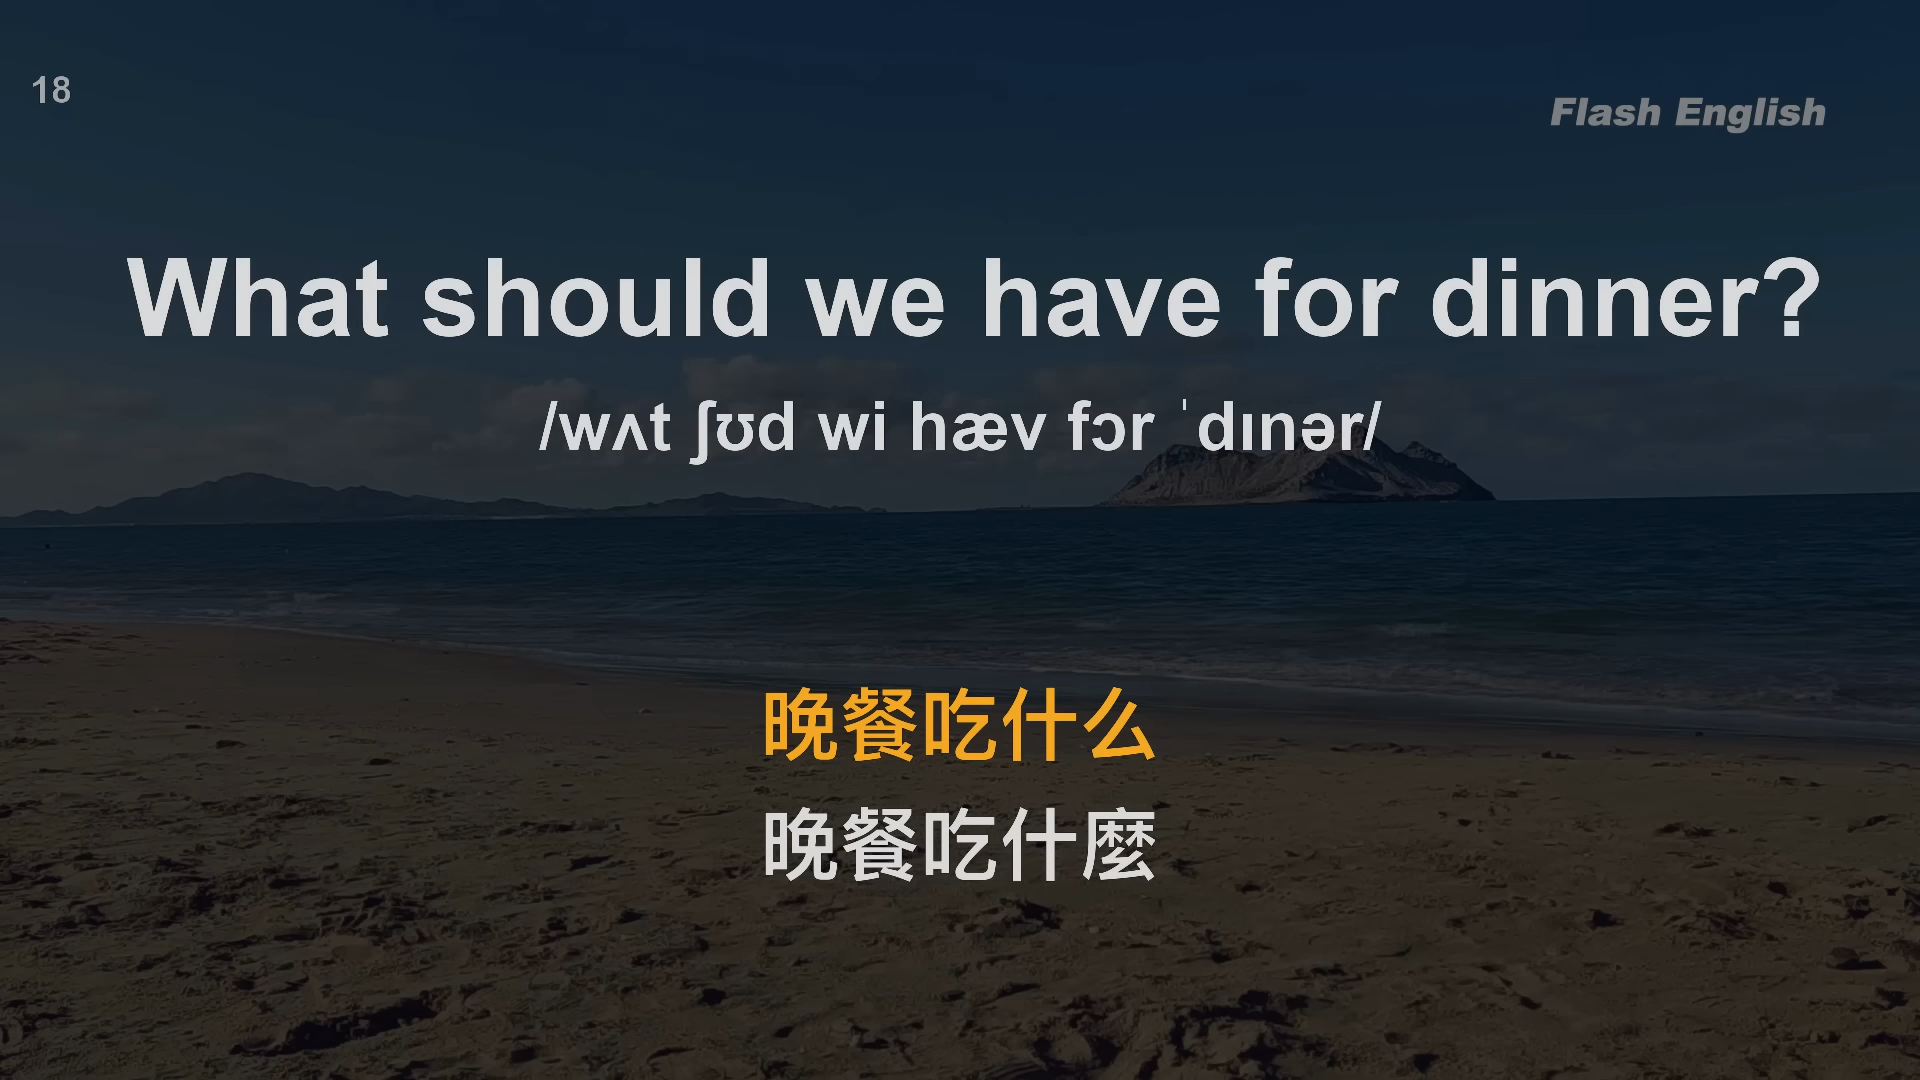 18
Flash English
What should we have for dinner?
/wʌt ʃʊd wi hæv fɔr ˈdɪnər/
晚餐吃什么
晚餐吃什麼